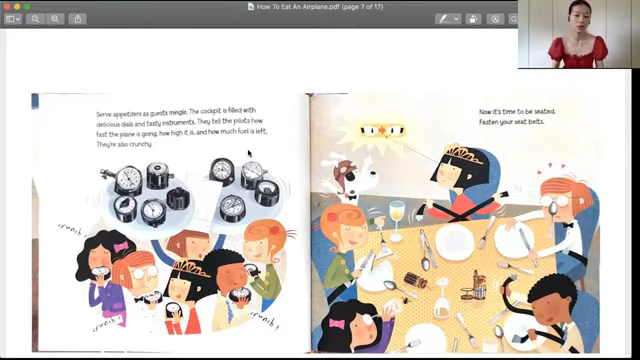 How To Eat An Airplane.pdf (page 7 of 17)
Serve appetizers as guests mingle. The cockpit is filled with
delicious dials and tasty instruments. They tell the pilots how
fast the plane is going, how high it is, and how much fuel is left.
They're also crunchy.
crunch!
crunch!
crunch!
Now it's time to be seated.
Fasten your seat belts.